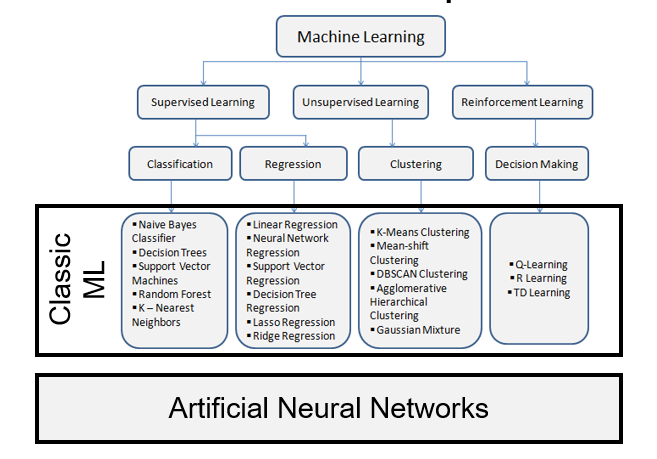 Machine Learning
Supervised Learning
Unsupervised Learning
Reinforcement Learning
Classification
Regression
Clustering
Decision Making
Classic
ML
▪ Naive Bayes
Classifier
▪ Decision Trees
▪ Support Vector
Machines
▪ Random Forest
▪ K – Nearest
Neighbors
▪ Linear Regression
▪ Neural Network
Regression
▪ Support Vector
Regression
▪ Decision Tree
Regression
▪ Lasso Regression
▪ Ridge Regression
▪ K-Means Clustering
▪ Mean-shift
Clustering
▪ DBSCAN Clustering
▪ Agglomerative
Hierarchical
Clustering
▪ Gaussian Mixture
▪ Q-Learning
▪ R Learning
▪ TD Learning
Artificial Neural Networks